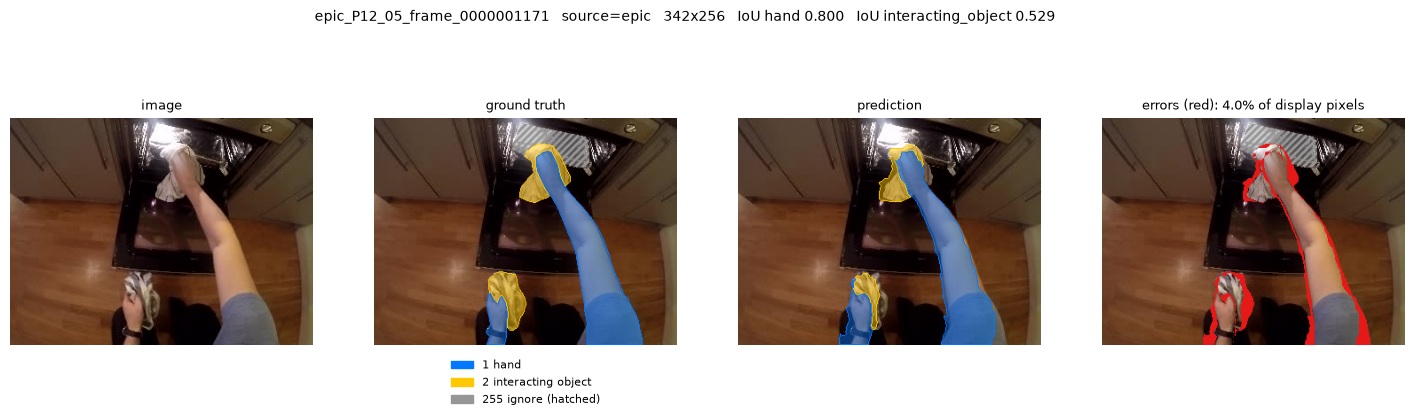 epic_P12_05_frame_0000001171 source=epic 342x256 IoU hand 0.800 IoU interacting_object 0.529
image
ground truth
prediction
errors (red): 4.0% of display pixels
1 hand
2 interacting object
255 ignore (hatched)